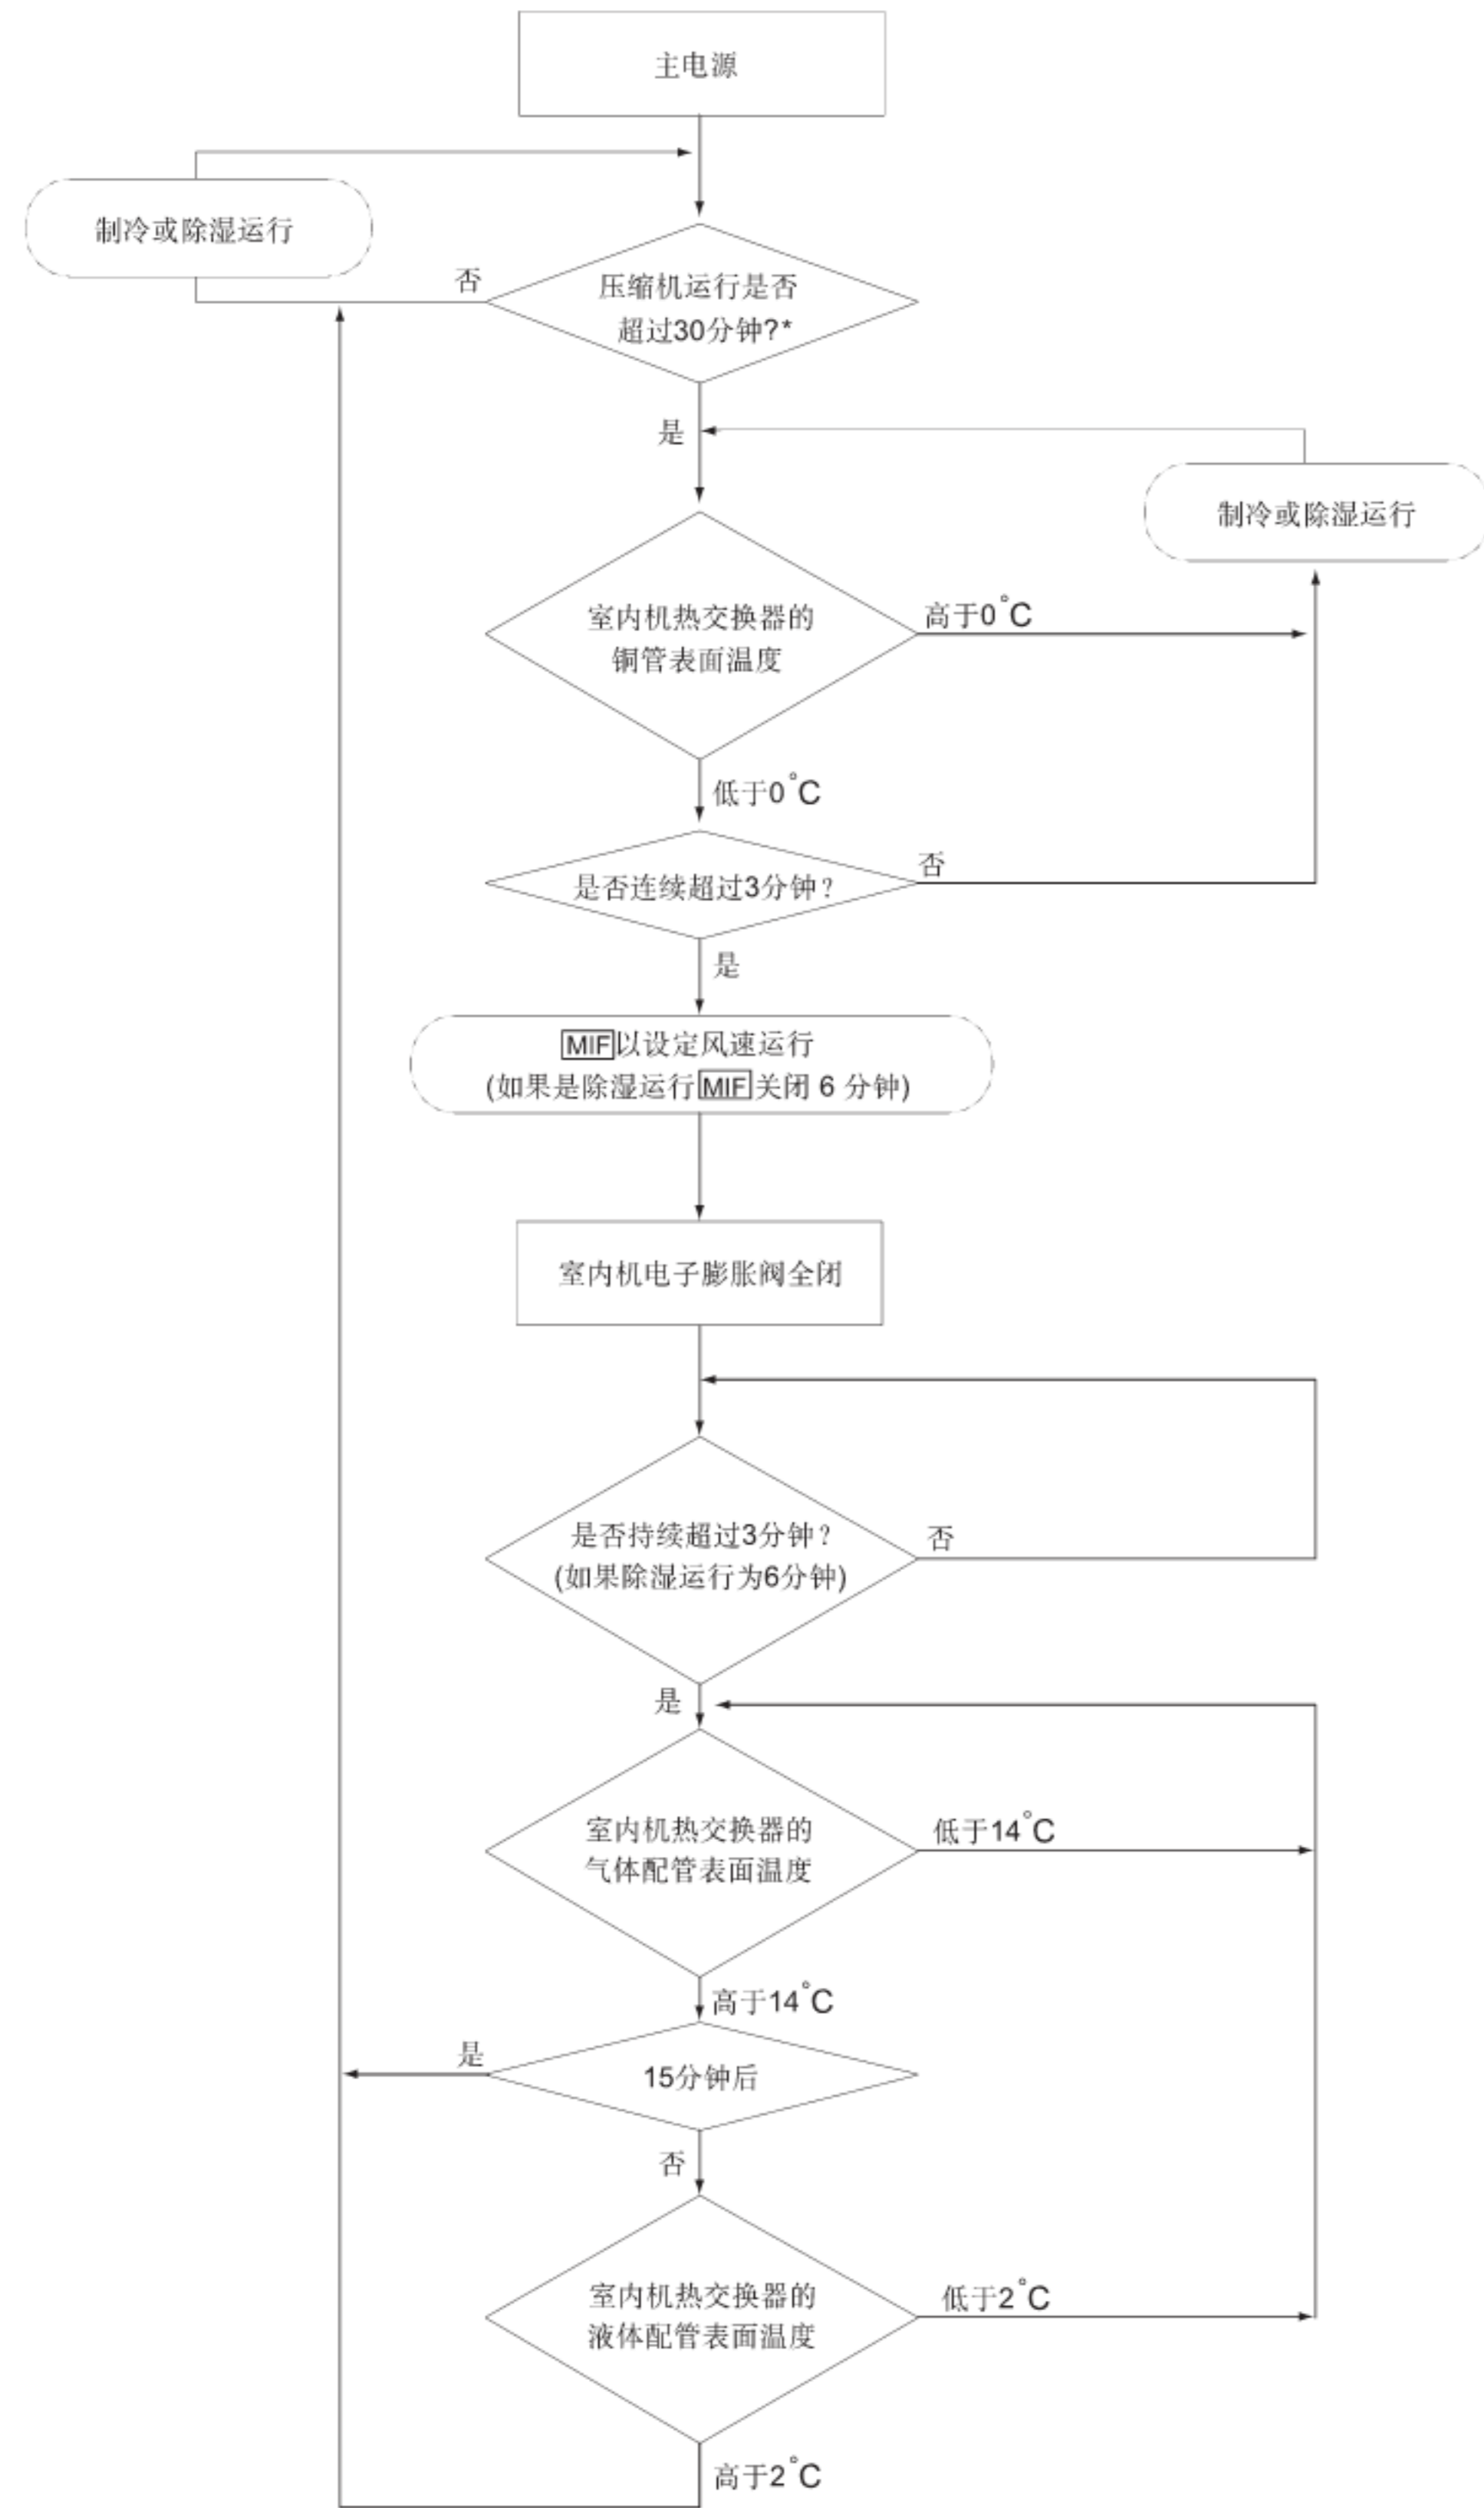 主电源
制冷或除湿运行
否
压缩机运行是否
超过30分钟?*
是
制冷或除湿运行
室内机热交换器的
铜管表面温度
高于0°C
低于0°C
是否连续超过3分钟?
否
是
MIF以设定风速运行
(如果是除湿运行MIF关闭 6 分钟)
室内机电子膨胀阀全闭
是否持续超过3分钟?
(如果除湿运行为6分钟)
否
是
室内机热交换器的
气体配管表面温度
低于14°C
高于14°C
是
15分钟后
否
室内机热交换器的
液体配管表面温度
低于2°C
高于2°C